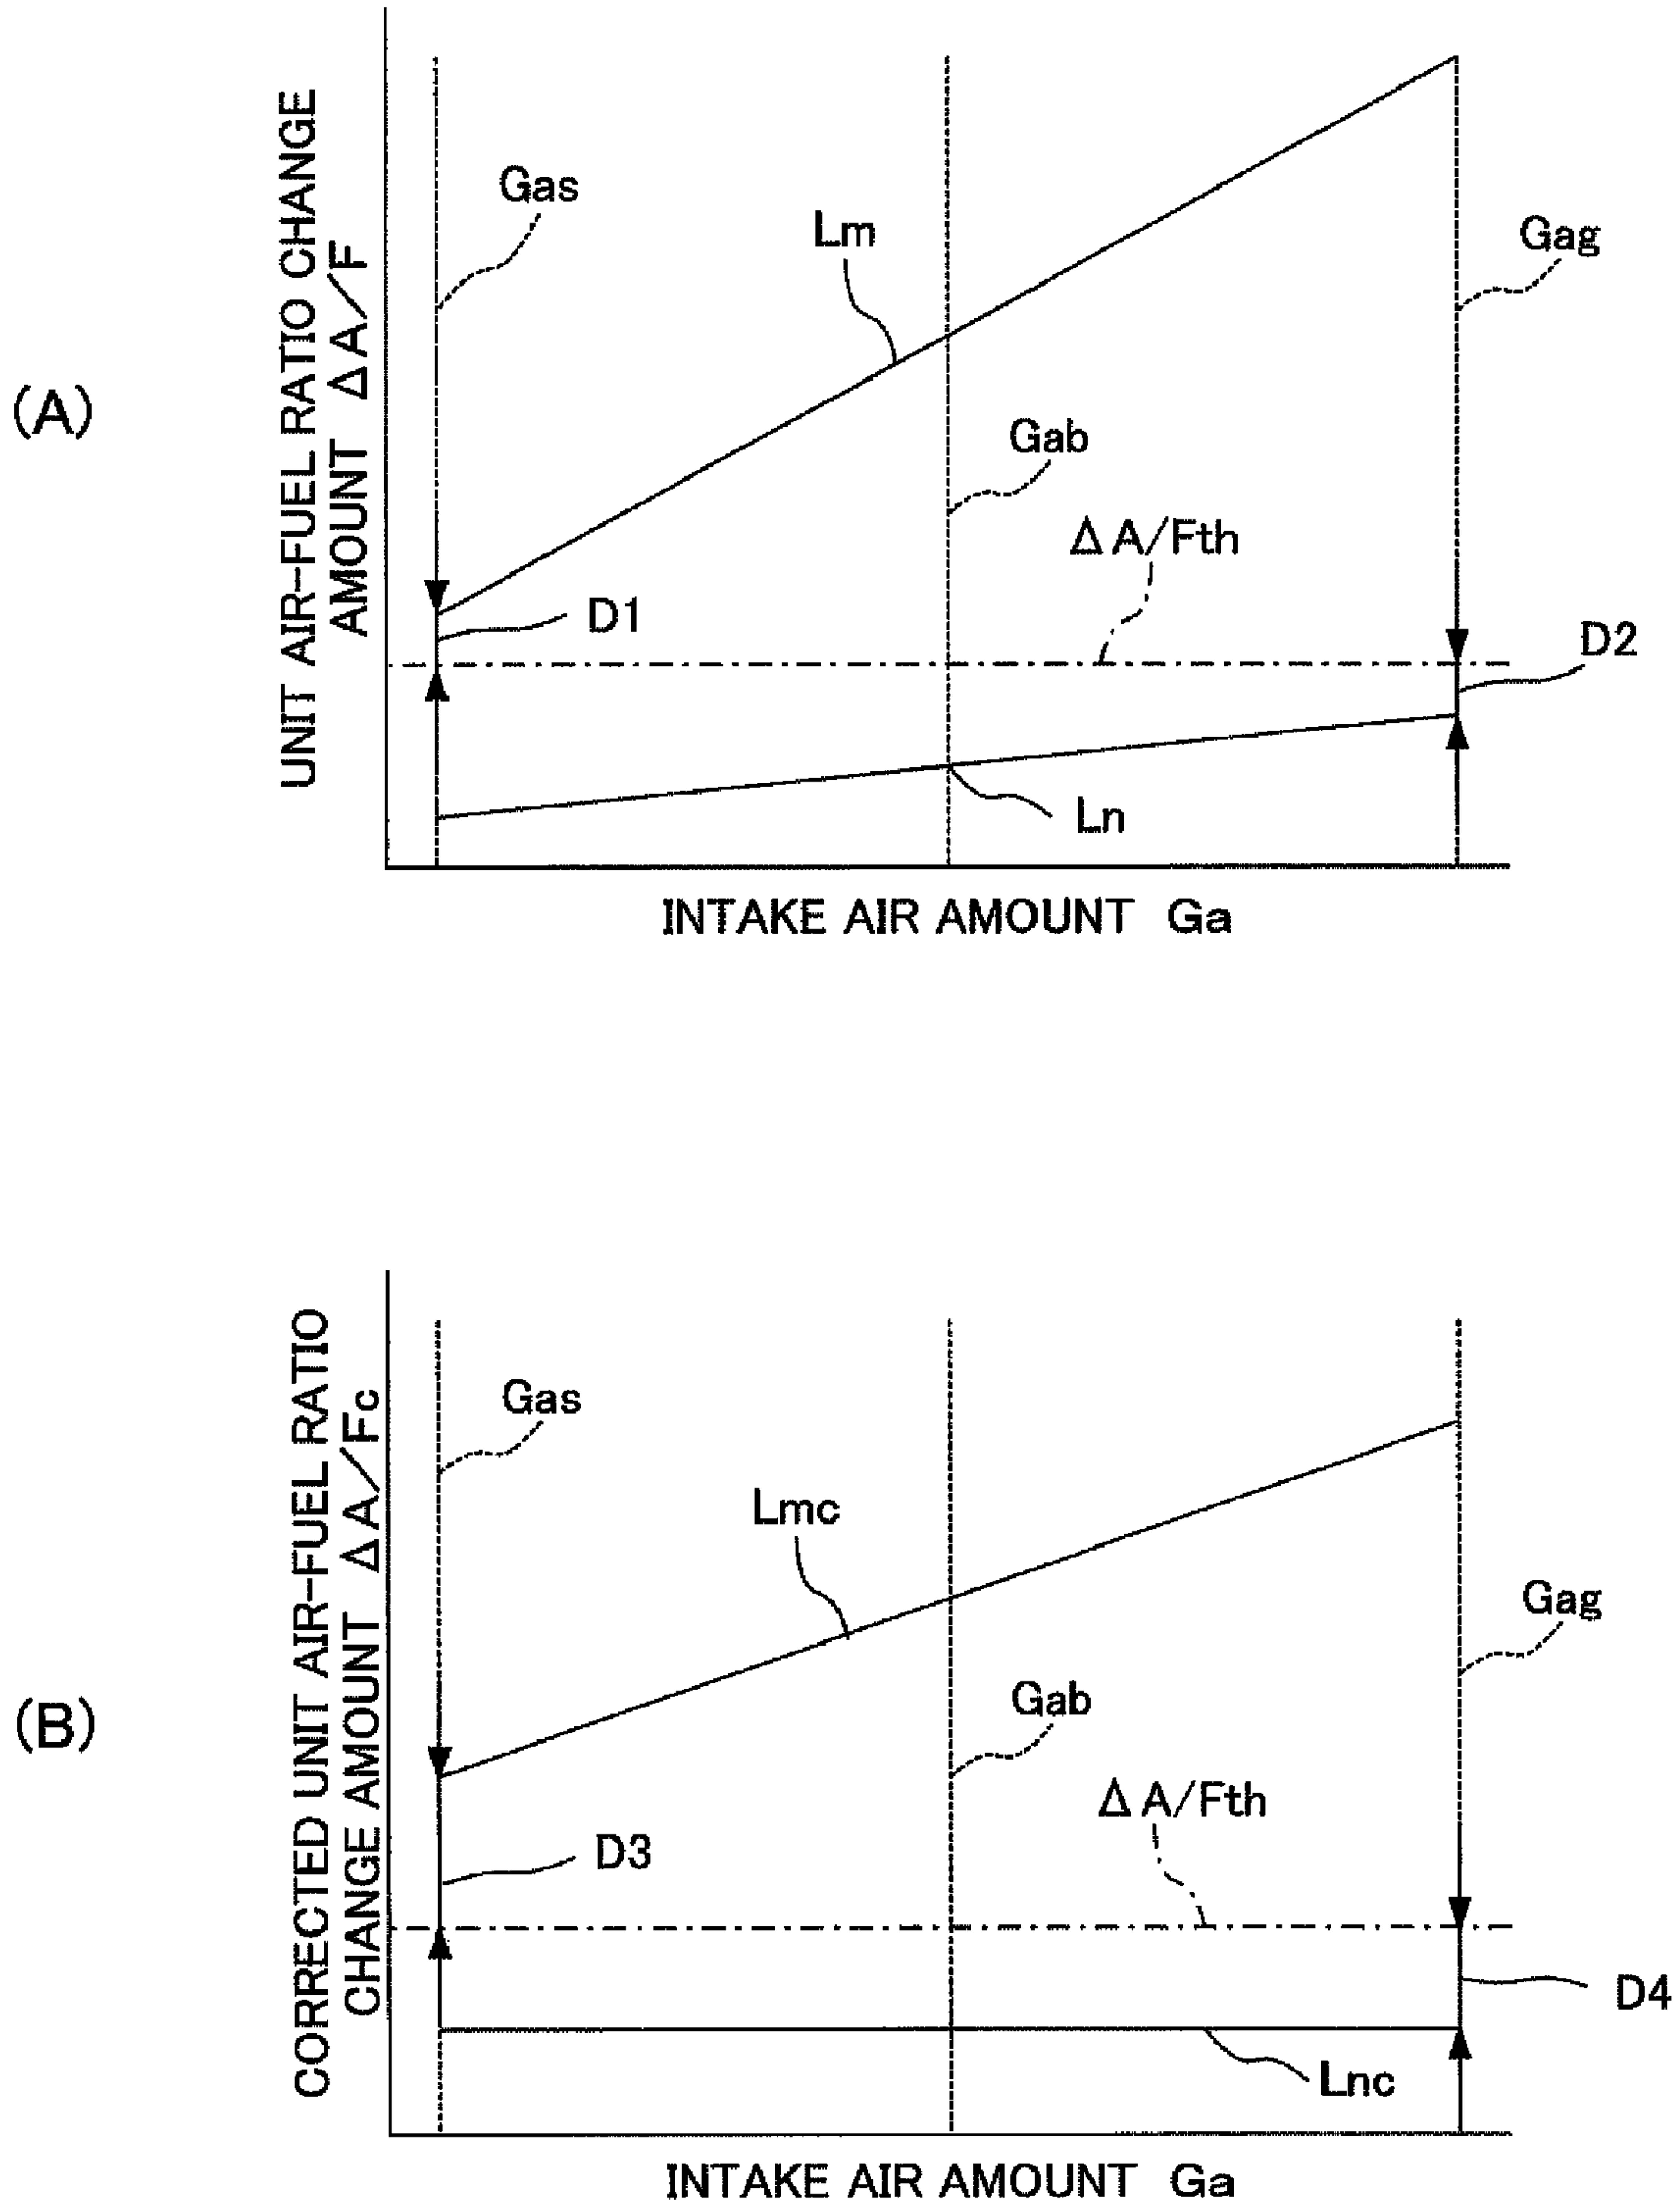 (A)
UNIT AIR-FUEL RATIO CHANGE
AMOUNT ΔA/F
Gas
Lm
Gag
Gab
ΔA/Fth
D1
D2
Ln
INTAKE AIR AMOUNT Ga
(B)
CORRECTED UNIT AIR-FUEL RATIO
CHANGE AMOUNT ΔA/Fc
Gas
Lmc
Gag
Gab
ΔA/Fth
D3
D4
Lnc
INTAKE AIR AMOUNT Ga